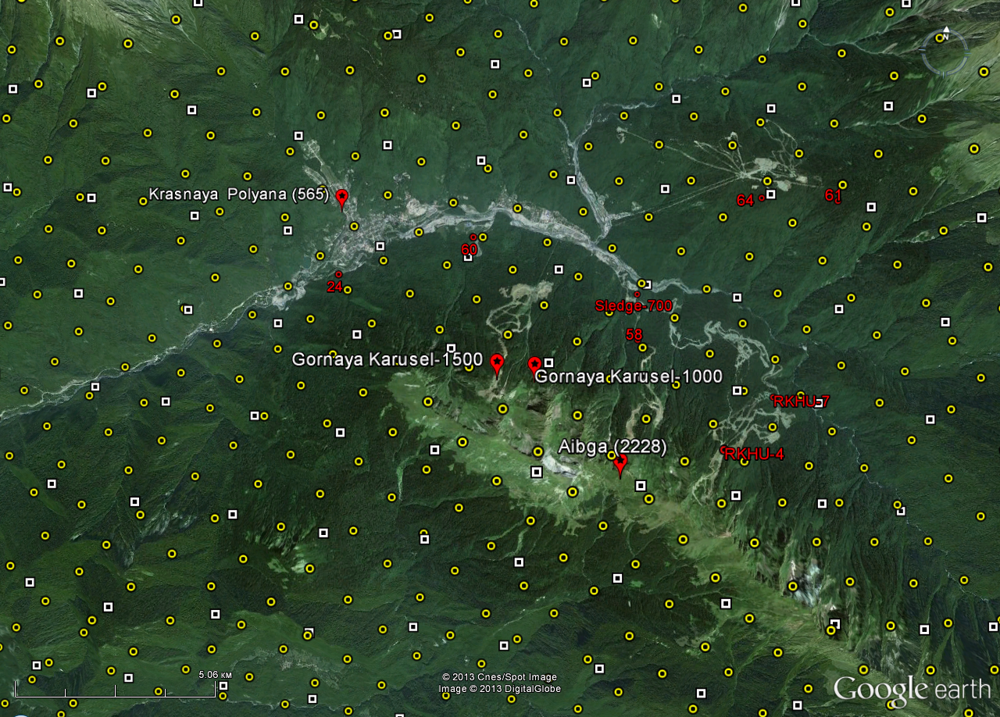 N
Krasnaya  Polyana (565)
64
61
60
24
Sledge-700
58
Gornaya Karusel-1500
Gornaya Karusel-1000
RKHU-7
Aibga (2228)
RKHU-4
5.06 км
© 2013 Cnes/Spot Image
Image © 2013 DigitalGlobe
Google earth